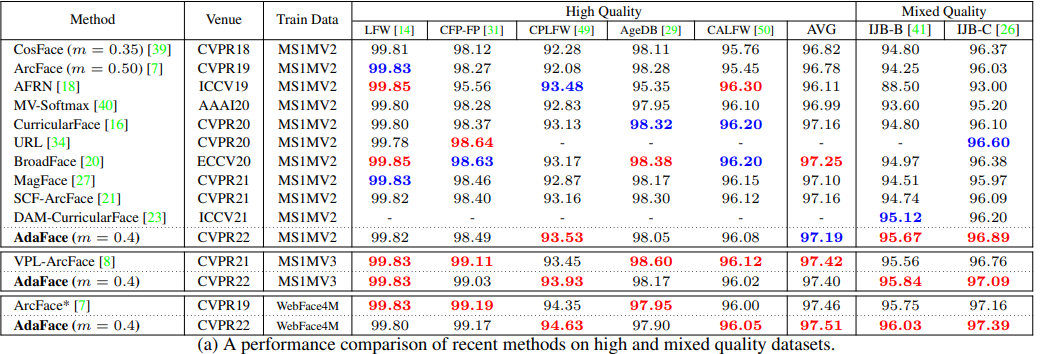 Method Venue Train Data High Quality Mixed Quality
LFW [14] CFP-FP [31] CPLFW [49] AgeDB [29] CALFW [50] AVG IJB-B [41] IJB-C [26]
CosFace (m = 0.35) [39] CVPR18 MS1MV2 99.81 98.12 92.28 98.11 95.76 96.82 94.80 96.37
ArcFace (m = 0.50) [7] CVPR19 MS1MV2 99.83 98.27 92.08 98.28 95.45 96.78 94.25 96.03
AFRN [18] ICCV19 MS1MV2 99.85 95.56 93.48 95.35 96.30 96.11 88.50 93.00
MV-Softmax [40] AAAI20 MS1MV2 99.80 98.28 92.83 97.95 96.10 96.99 93.60 95.20
CurricularFace [16] CVPR20 MS1MV2 99.80 98.37 93.13 98.32 96.20 97.16 94.80 96.10
URL [34] CVPR20 MS1MV2 99.78 98.64 - - - - - 96.60
BroadFace [20] ECCV20 MS1MV2 99.85 98.63 93.17 98.38 96.20 97.25 94.97 96.38
MagFace [27] CVPR21 MS1MV2 99.83 98.46 92.87 98.17 96.15 97.10 94.51 95.97
SCF-ArcFace [21] CVPR21 MS1MV2 99.82 98.40 93.16 98.30 96.12 97.16 94.74 96.09
DAM-CurricularFace [23] ICCV21 MS1MV2 - - - - - - 95.12 96.20
AdaFace (m = 0.4) CVPR22 MS1MV2 99.82 98.49 93.53 98.05 96.08 97.19 95.67 96.89
VPL-ArcFace [8] CVPR21 MS1MV3 99.83 99.11 93.45 98.60 96.12 97.42 95.56 96.76
AdaFace (m = 0.4) CVPR22 MS1MV3 99.83 99.03 93.93 98.17 96.02 97.40 95.84 97.09
ArcFace* [7] CVPR19 WebFace4M 99.83 99.19 94.35 97.95 96.00 97.46 95.75 97.16
AdaFace (m = 0.4) CVPR22 WebFace4M 99.80 99.17 94.63 97.90 96.05 97.51 96.03 97.39
(a) A performance comparison of recent methods on high and mixed quality datasets.